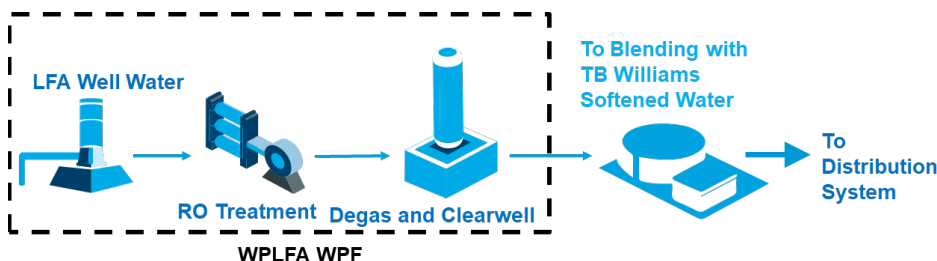 LFA Well Water
RO Treatment
Degas and Clearwell
WPLFA WPF
To Blending with
TB Williams
Softened Water
To
Distribution
System